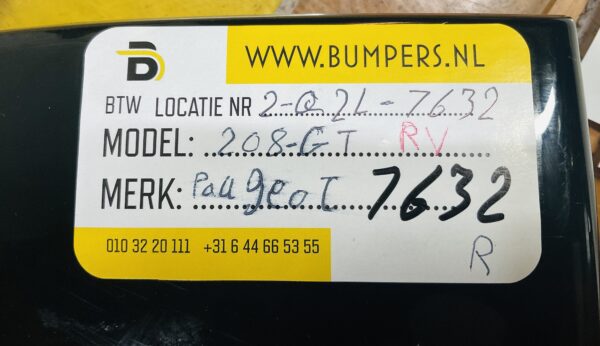 WWW.BUMPERS.NL
BTW LOCATIE NR 2-Q2L-7632
MODEL: 208-GT RV
MERK: Paugeot 7632
010 32 20 111 +31 6 44 66 53 55
R